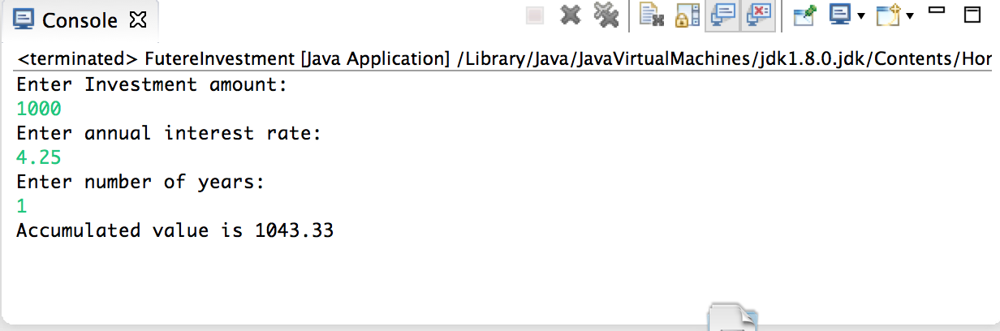 Console
<terminated> FutereInvestment [Java Application] /Library/Java/JavaVirtualMachines/jdk1.8.0.jdk/Contents/Hor
Enter Investment amount:
1000
Enter annual interest rate:
4.25
Enter number of years:
1
Accumulated value is 1043.33